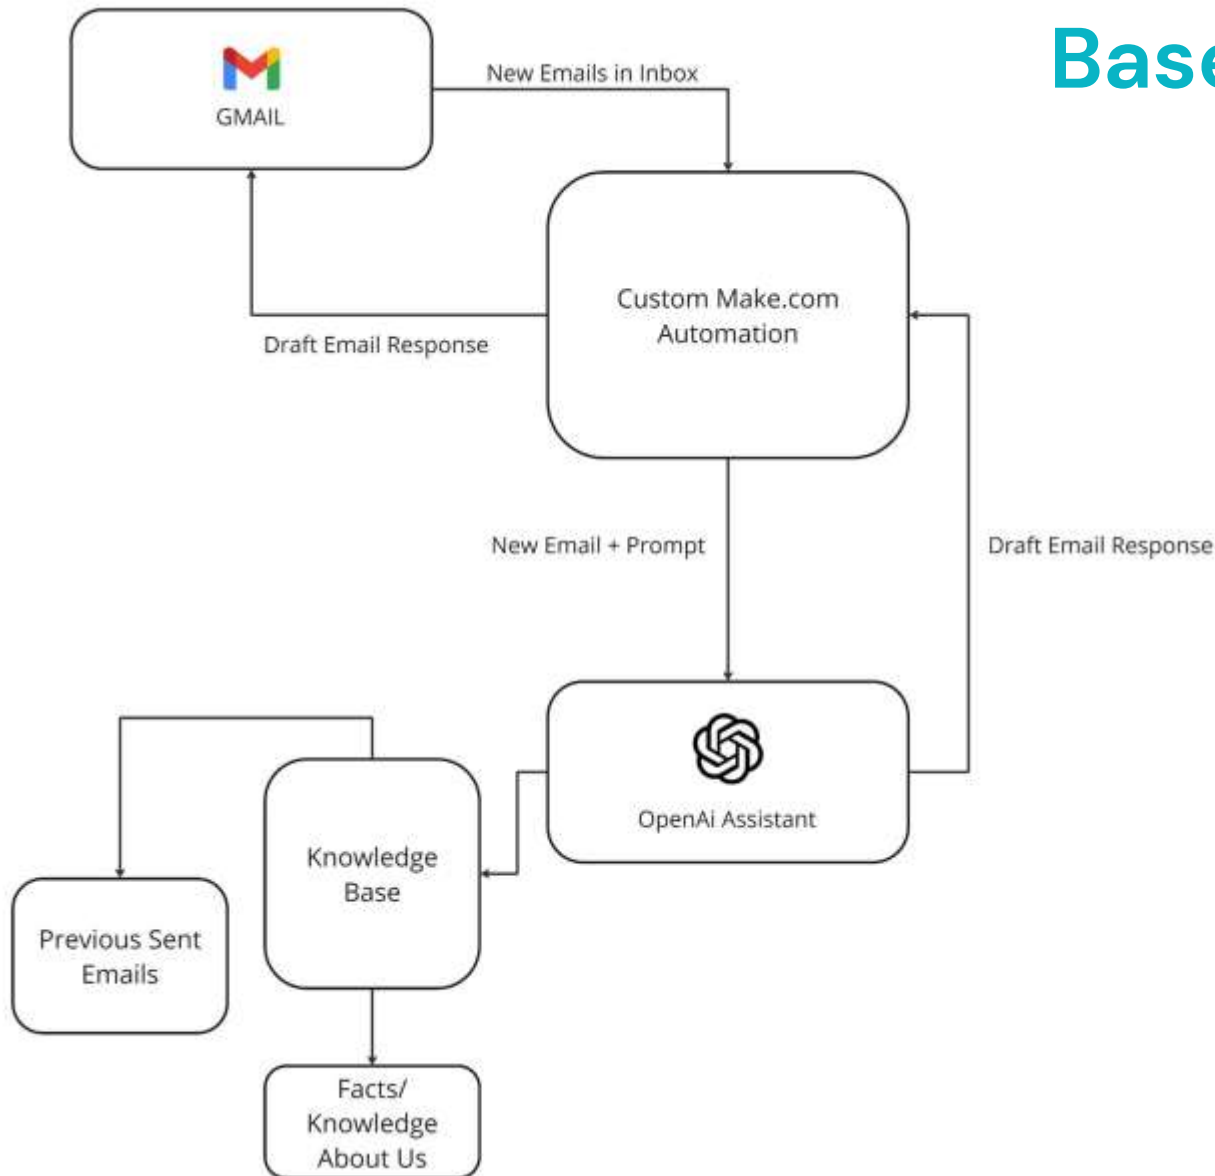 Base
New Emails in Inbox
GMAIL
Custom Make.com
Automation
Draft Email Response
New Email + Prompt
Draft Email Response
OpenAi Assistant
Knowledge
Base
Previous Sent
Emails
Facts/
Knowledge
About Us